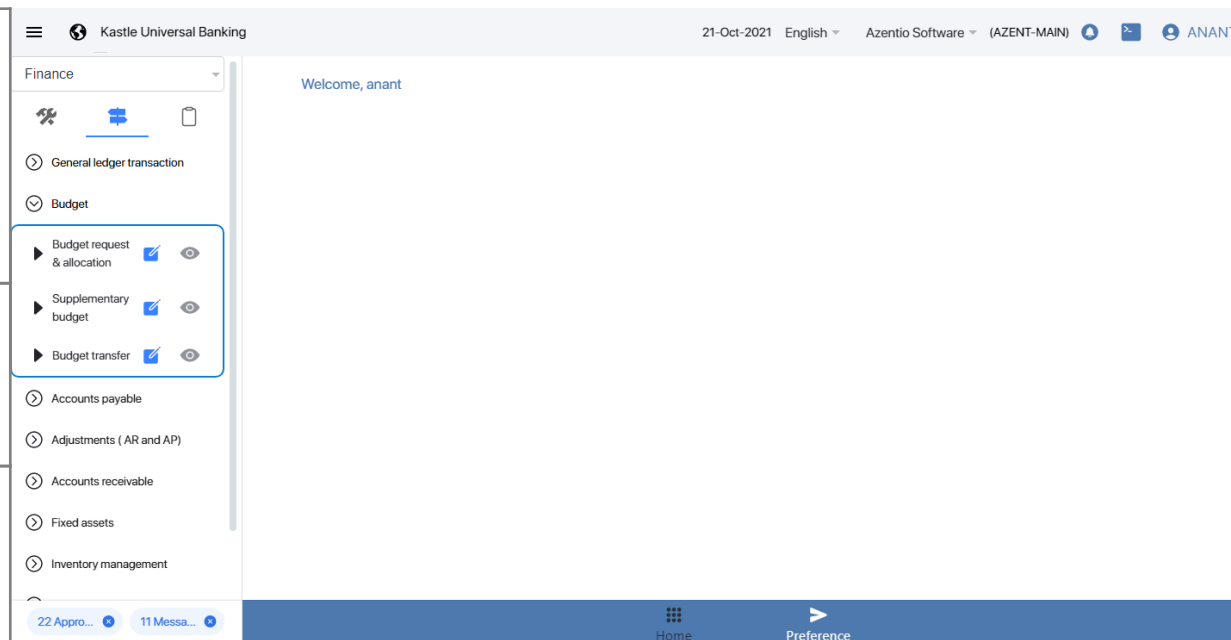 Kastle Universal Banking
21-Oct-2021 English Azentio Software (AZENT-MAIN) ANANT
Finance
Welcome, anant
General ledger transaction
Budget
Budget request
& allocation
Supplementary
budget
Budget transfer
Accounts payable
Adjustments ( AR and AP)
Accounts receivable
Fixed assets
Inventory management
22 Appro... 11 Messa...
Home Preference